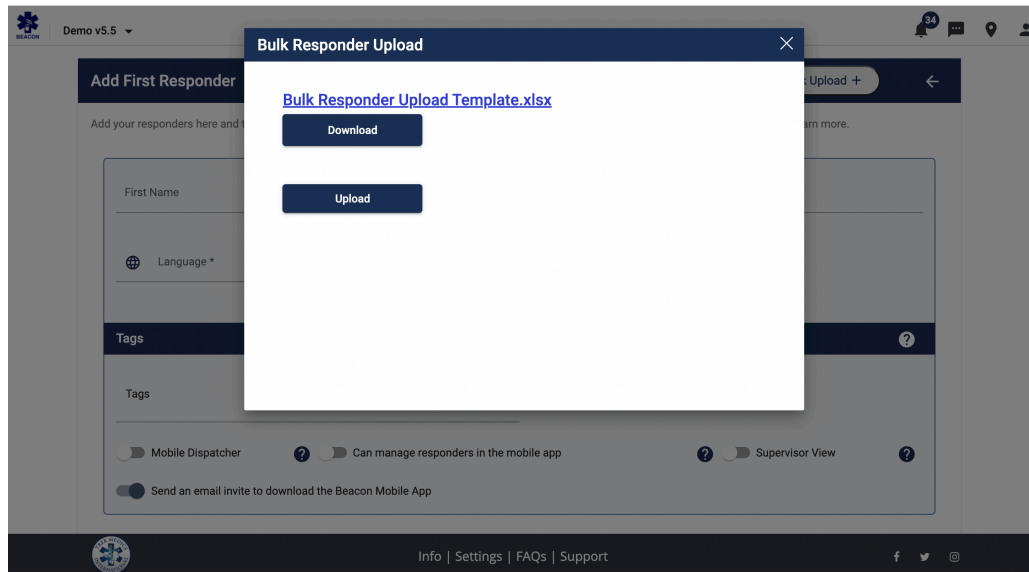 BEACON
Demo v5.5
34
Bulk Responder Upload
Add First Responder
Upload +
Bulk Responder Upload Template.xlsx
Download
Add your responders here and
more.
Upload
First Name
Language *
Tags
?
Tags
Mobile Dispatcher
?
Can manage responders in the mobile app
?
Supervisor View
?
Send an email invite to download the Beacon Mobile App
Info | Settings | FAQs | Support